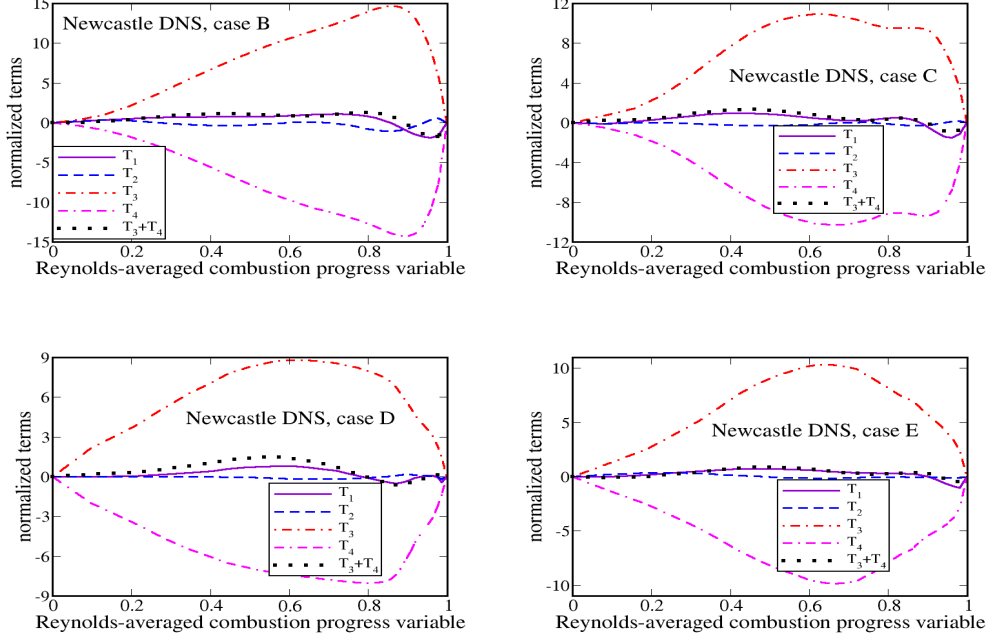 15
Newcastle DNS, case B
10
5
0
-5
-10
-15
normalized terms
T1
T2
T3
T4
T3+T4
0 0.2 0.4 0.6 0.8 1
Reynolds-averaged combustion progress variable
12
8
4
0
-4
-8
-12
normalized terms
Newcastle DNS, case C
T1
T2
T3
T4
T3+T4
0 0.2 0.4 0.6 0.8 1
Reynolds-averaged combustion progress variable
9
6
3
0
-3
-6
-9
normalized terms
Newcastle DNS, case D
T1
T2
T3
T4
T3+T4
0 0.2 0.4 0.6 0.8 1
Reynolds-averaged combustion progress variable
10
5
0
-5
-10
normalized terms
Newcastle DNS, case E
T1
T2
T3
T4
T3+T4
0 0.2 0.4 0.6 0.8 1
Reynolds-averaged combustion progress variable